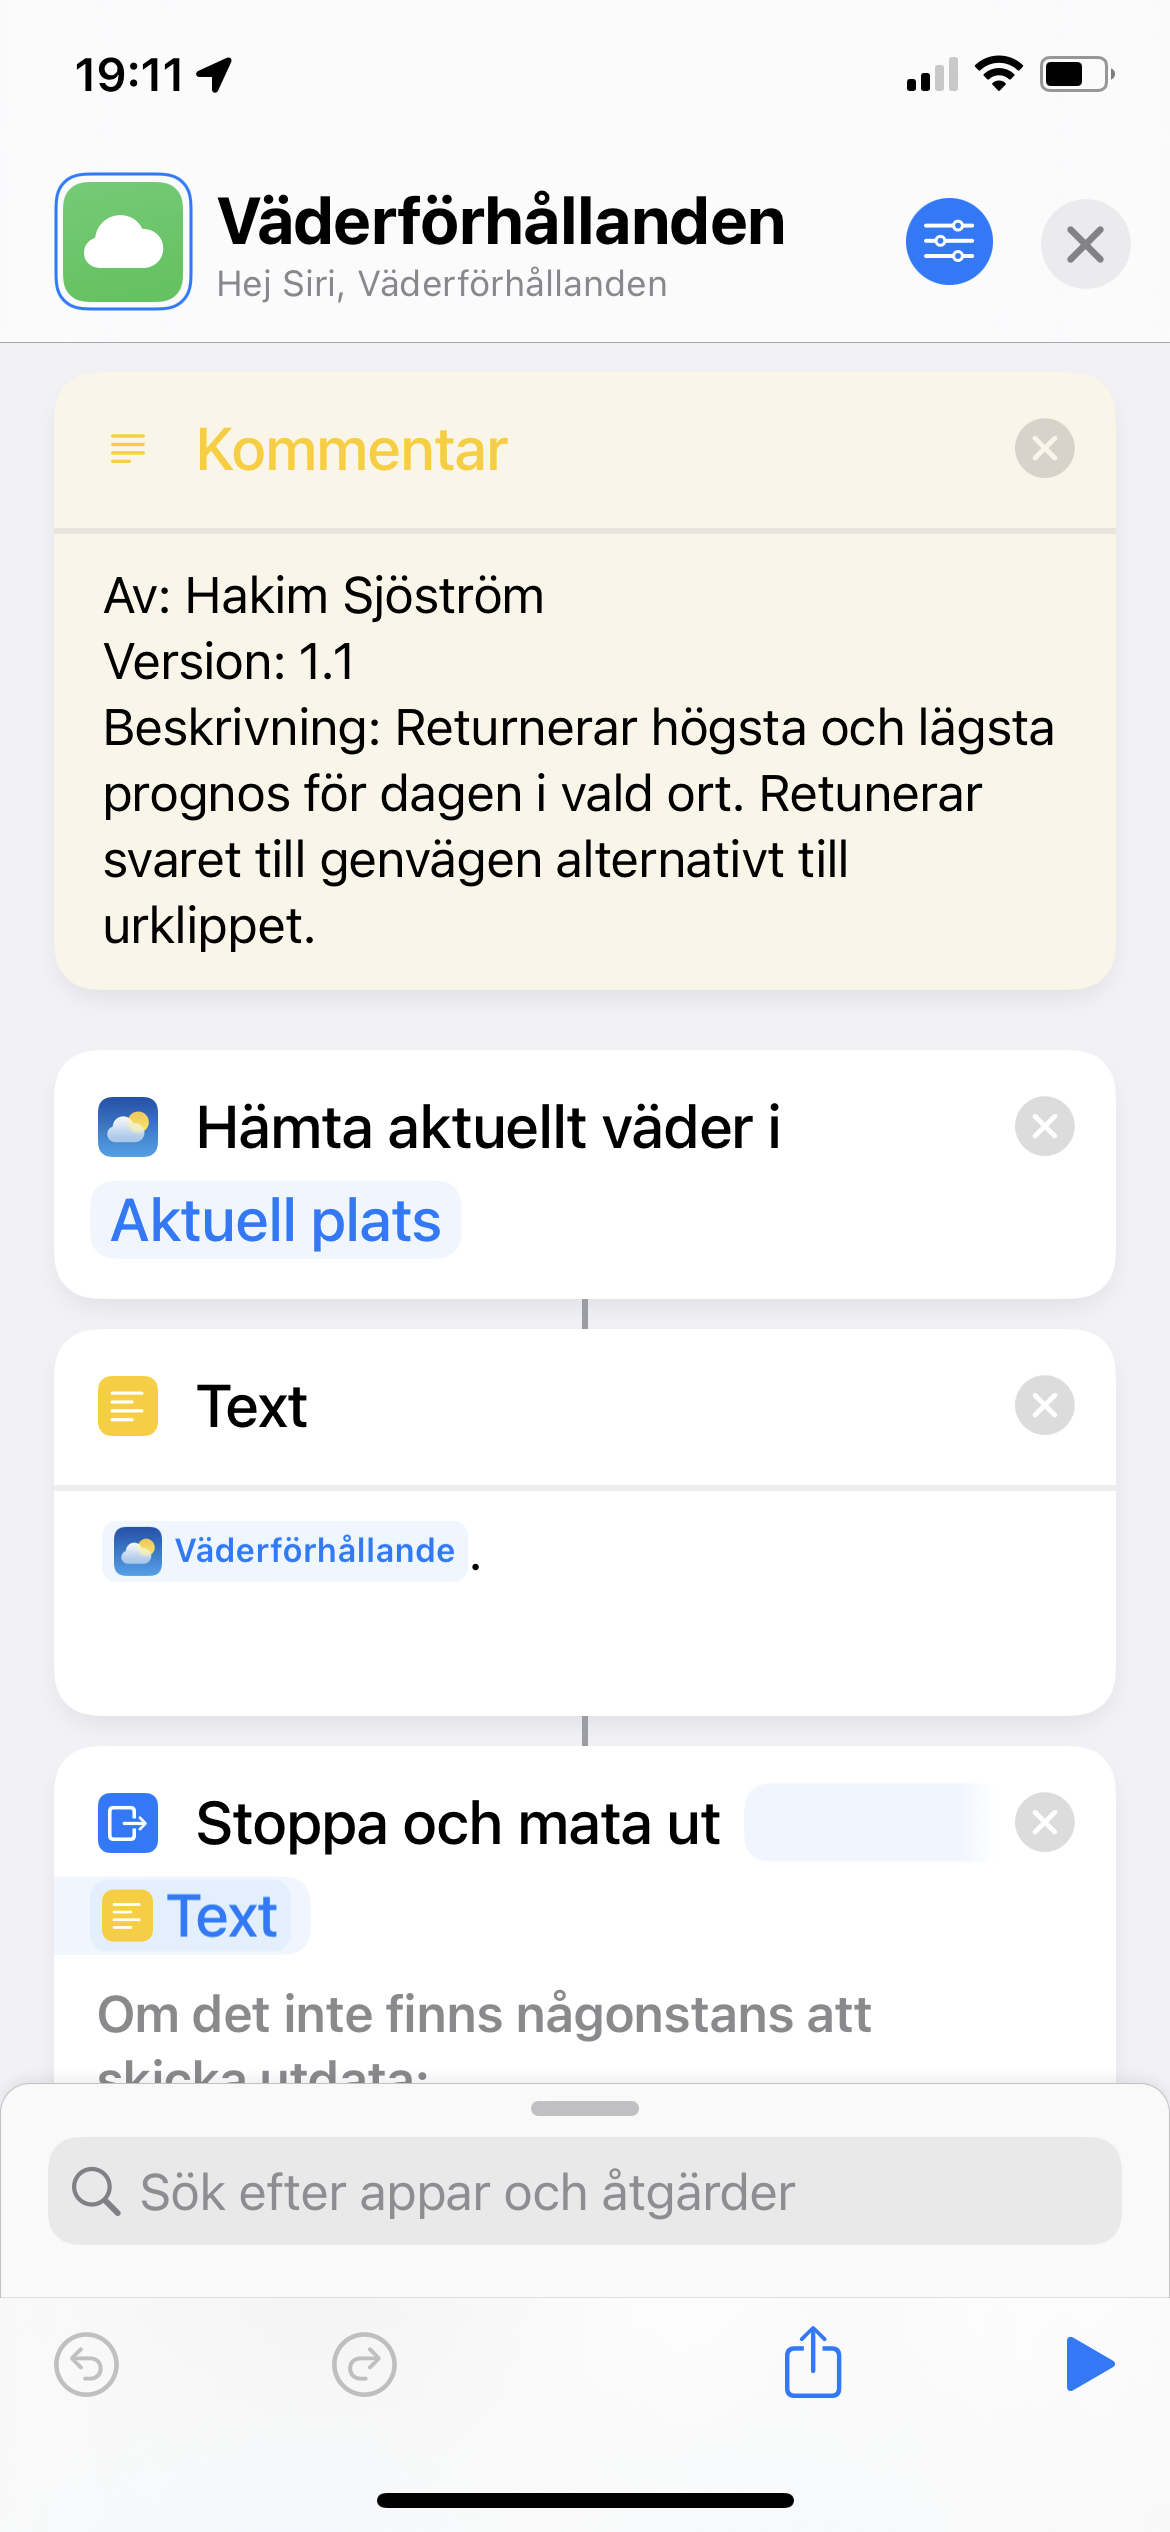 19:11
Väderförhållanden
Hej Siri, Väderförhållanden
Kommentar
Av: Hakim Sjöström
Version: 1.1
Beskrivning: Returnerar högsta och lägsta
prognos för dagen i vald ort. Retunerar
svaret till genvägen alternativt till
urklippet.
Hämta aktuellt väder i
Aktuell plats
Text
Väderförhållande.
Stoppa och mata ut
Text
Om det inte finns någonstans att
skicka utdata:
Sök efter appar och åtgärder